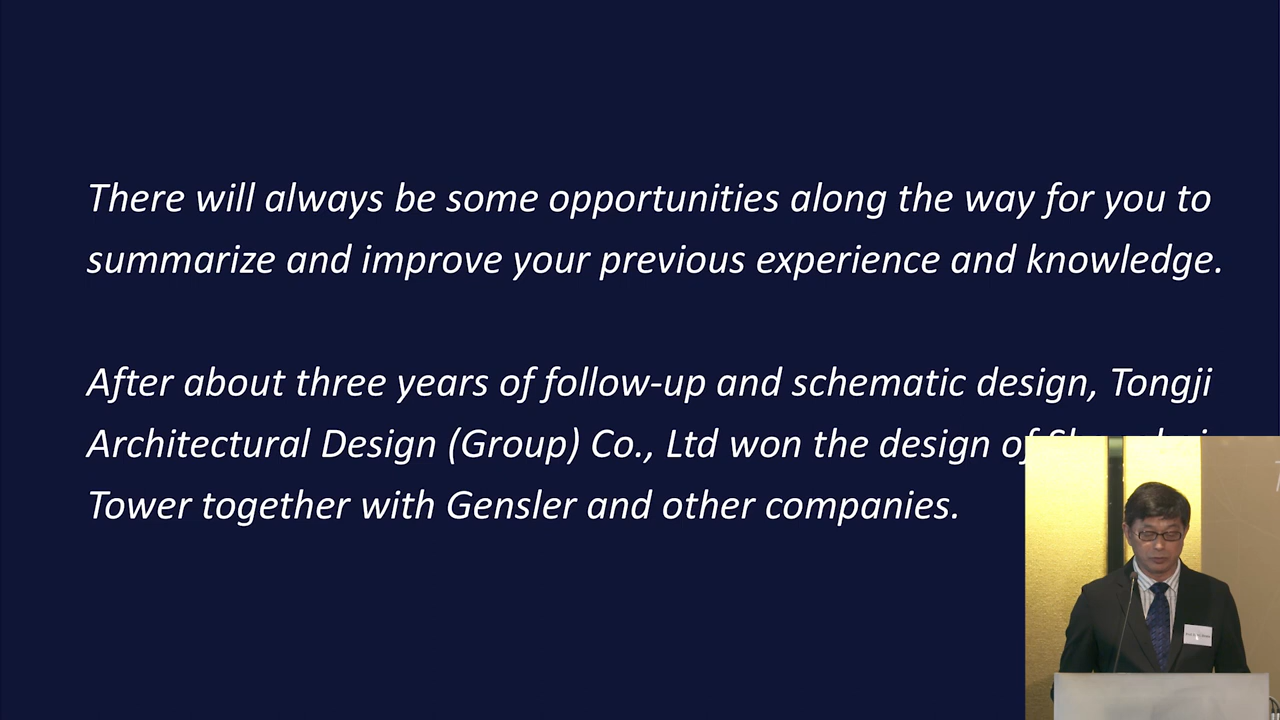 There will always be some opportunities along the way for you to
summarize and improve your previous experience and knowledge.
After about three years of follow-up and schematic design, Tongji
Architectural Design (Group) Co., Ltd won the design of
Tower together with Gensler and other companies.